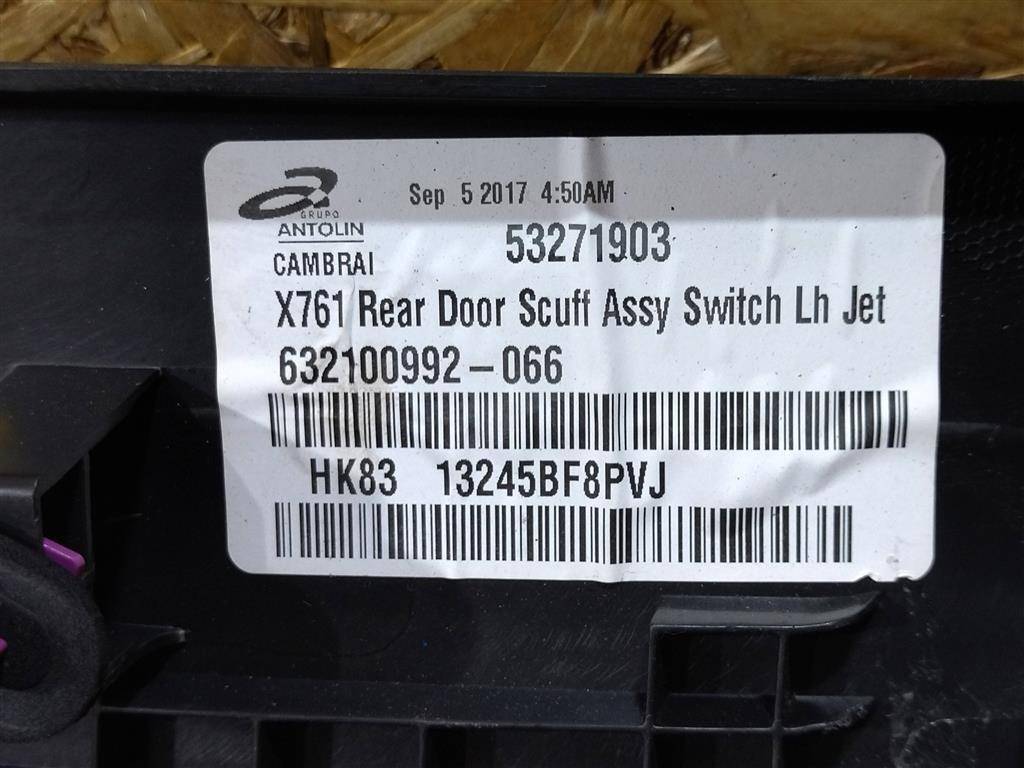 Sep 5 2017 4:50AM
GRUPO
ANTOLIN
53271903
CAMBRAI
X761 Rear Door Scuff Assy Switch Lh Jet
632100992-066
HK83 13245BF8PVJ